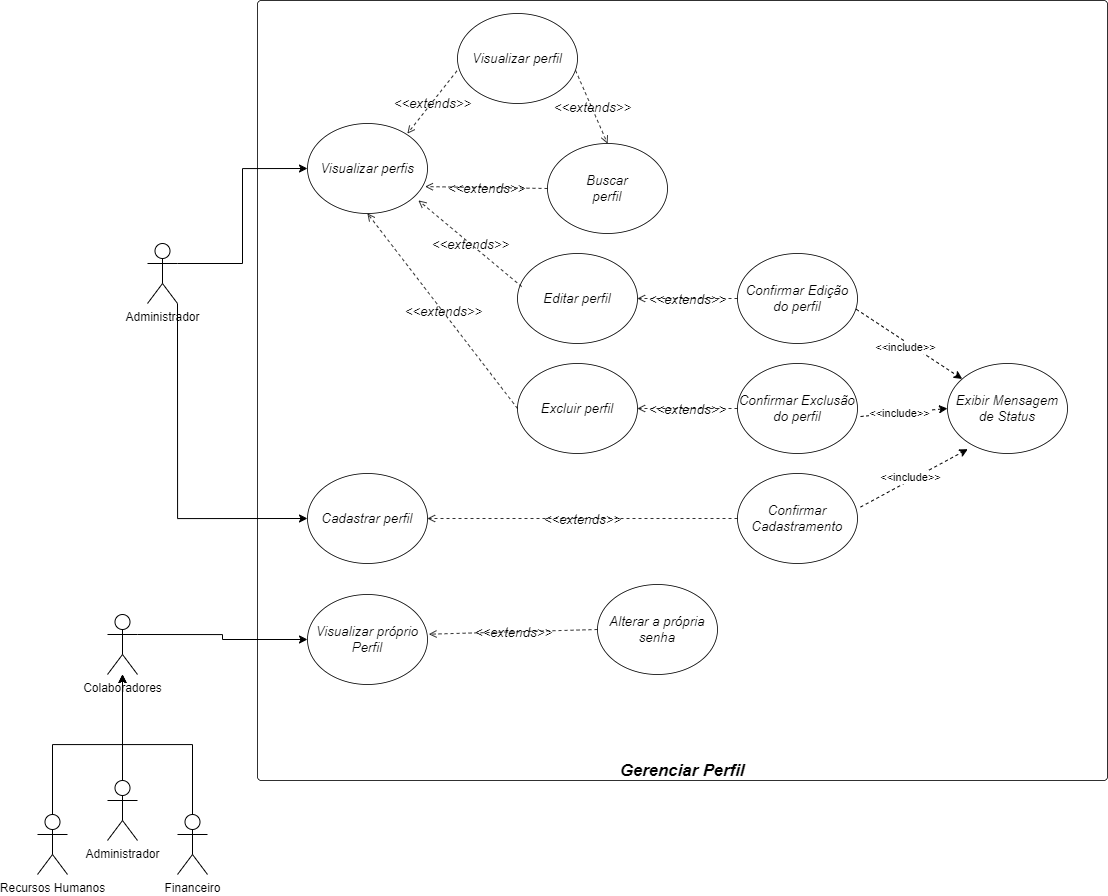 Visualizar perfil
<<extends>>
<<extends>>
Visualizar perfis
Buscar
perfil
<<extends>>
<<extends>>
Editar perfil
<<extends>>
Confirmar Edição
do perfil
<<extends>>
<<include>>
Administrador
Excluir perfil
<<extends>>
Confirmar Exclusão
do perfil
<<include>>
Exibir Mensagem
de Status
<<include>>
Cadastrar perfil
<<extends>>
Confirmar
Cadastramento
Visualizar próprio
Perfil
<<extends>>
Alterar a própria
senha
Colaboradores
Gerenciar Perfil
Administrador
Recursos Humanos
Financeiro